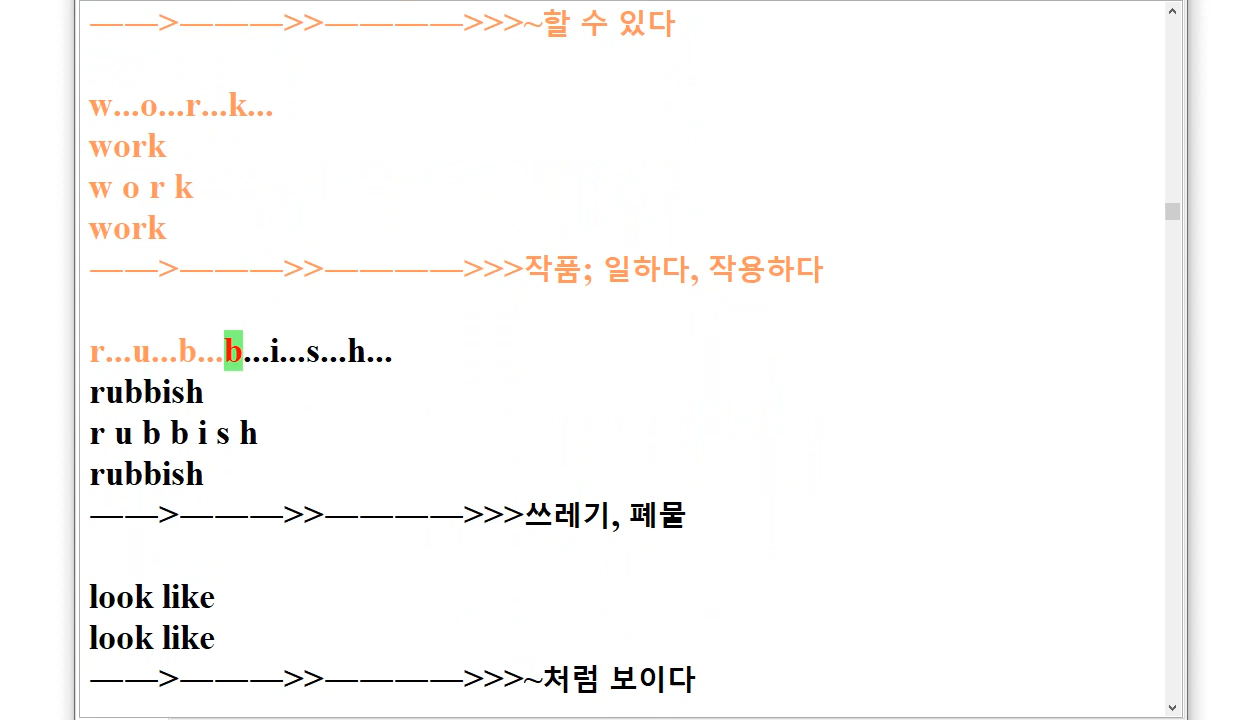 ——>———>>————>>>~할 수 있다
w...o...r...k...
work
w o r k
work
——>———>>————>>>작품; 일하다, 작용하다
r...u...b...b...i...s...h...
rubbish
r u b b i s h
rubbish
——>———>>————>>>쓰레기, 폐물
look like
look like
——>———>>————>>>~처럼 보이다